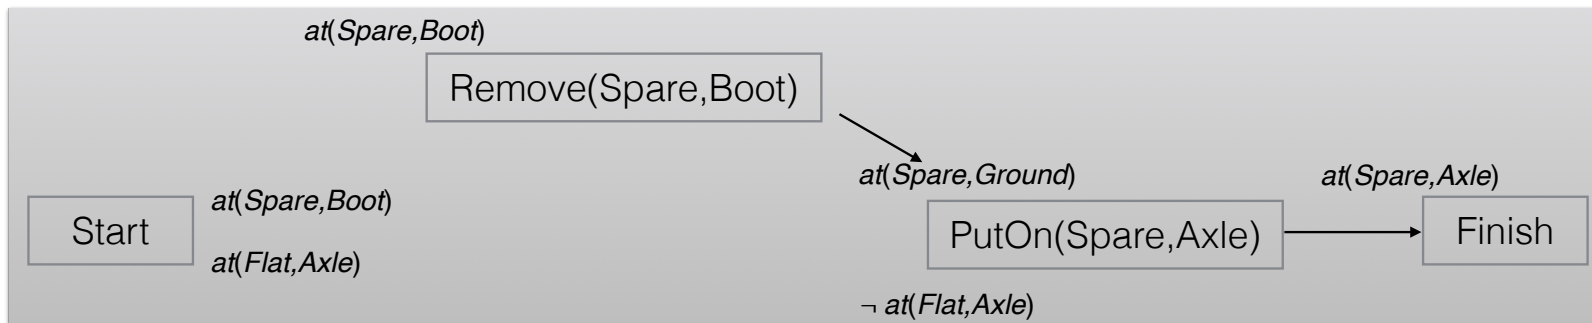 at(Spare,Boot)
Remove(Spare,Boot)
at(Spare,Ground)
at(Spare,Axle)
at(Spare,Boot)
Start
PutOn(Spare,Axle)
Finish
at(Flat,Axle)
¬ at(Flat,Axle)